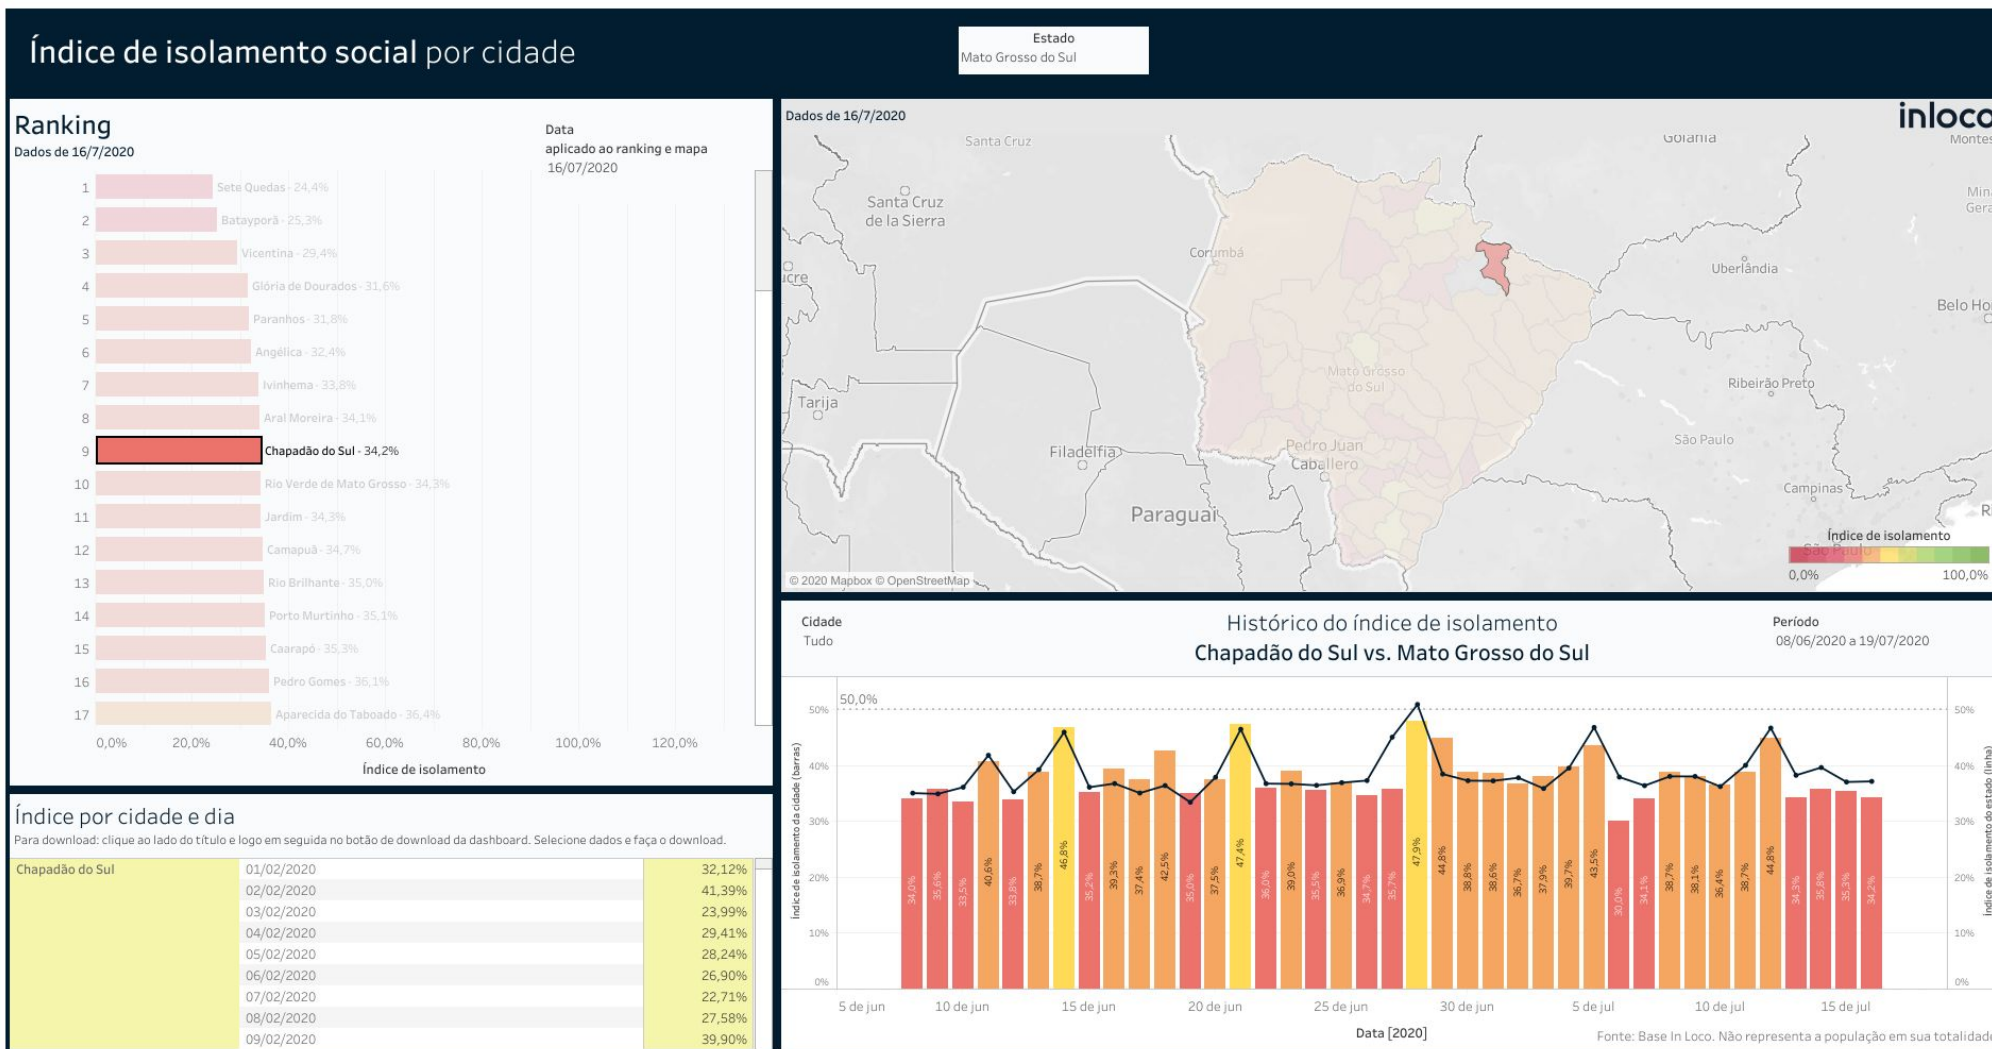 Índice de isolamento social por cidade
Estado
Mato Grosso do Sul
Ranking
Dados de 16/7/2020
Data
aplicado ao ranking e mapa
16/07/2020
1 Sete Quedas - 24,4%
2 Batayporã - 25,3%
3 Vicentina - 29,4%
4 Glória de Dourados - 31,6%
5 Paranhos - 31,8%
6 Angélica - 32,4%
7 Ivinhema - 33,8%
8 Aral Moreira - 34,1%
9 Chapadão do Sul - 34,2%
10 Rio Verde de Mato Grosso - 34,3%
11 Jardim - 34,3%
12 Camapuã - 34,7%
13 Rio Brilhante - 35,0%
14 Porto Murtinho - 35,1%
15 Caarapó - 35,3%
16 Pedro Gomes - 36,1%
17 Aparecida do Taboado - 36,4%
0,0% 20,0% 40,0% 60,0% 80,0% 100,0% 120,0%
Índice de isolamento
Índice por cidade e dia
Para download: clique ao lado do título e logo em seguida no botão de download da dashboard. Selecione dados e faça o download.
Chapadão do Sul 01/02/2020 32,12%
02/02/2020 41,39%
03/02/2020 23,99%
04/02/2020 29,41%
05/02/2020 28,24%
06/02/2020 26,90%
07/02/2020 22,71%
08/02/2020 27,58%
09/02/2020 39,90%
Dados de 16/7/2020
inloco
Santa Cruz
Goiânia
Montes
Santa Cruz
de la Sierra
Mina
Gera
Corumbá
ucre
Uberlândia
Belo Ho
Mato Grosso
do Sul
Ribeirão Preto
Tarija
São Paulo
Filadelfia
Pedro Juan
Caballero
Campinas
Paraguai
Ri
Índice de isolamento
São Paulo
0,0% 100,0%
© 2020 Mapbox © OpenStreetMap
Cidade
Tudo
Histórico do índice de isolamento
Chapadão do Sul vs. Mato Grosso do Sul
Período
08/06/2020 a 19/07/2020
50,0%
Índice de isolamento da cidade (barras)
50%
40%
30%
20%
10%
0%
34,0% 35,6% 33,5% 40,6% 33,8% 38,7% 46,8% 35,2% 39,3% 37,4% 42,5% 35,0% 37,5% 47,4% 36,0% 39,0% 35,5% 36,9% 34,7% 35,7% 47,9% 44,8% 38,8% 38,6% 36,7% 37,9% 39,7% 43,5% 30,0% 34,1% 38,7% 38,1% 36,4% 38,7% 44,8% 34,3% 35,8% 35,3% 34,2%
50%
40%
30%
20%
10%
0%
Índice de isolamento do estado (linha)
5 de jun 10 de jun 15 de jun 20 de jun 25 de jun 30 de jun 5 de jul 10 de jul 15 de jul
Data [2020]
Fonte: Base In Loco. Não representa a população em sua totalidade